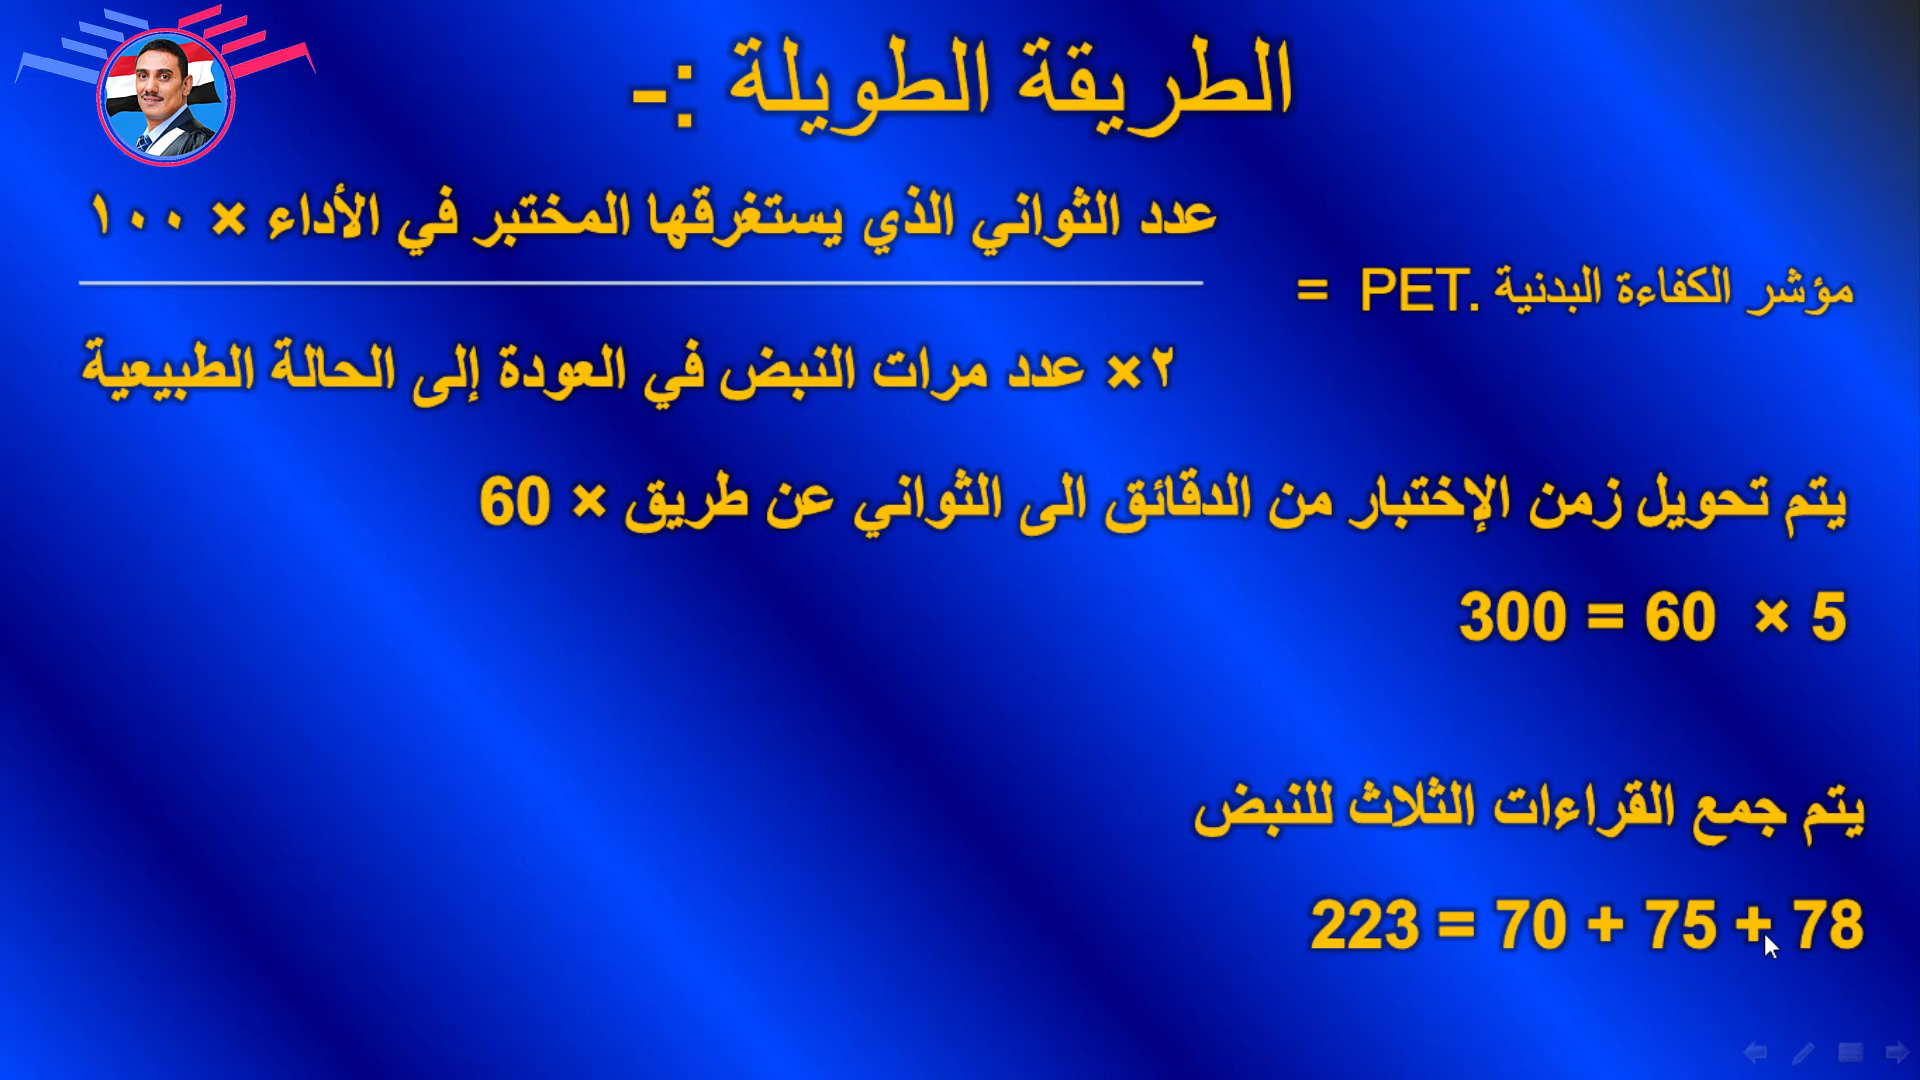 الطريقة الطويلة :-
عدد الثواني الذي يستغرقها المختبر في الأداء × ١٠٠
مؤشر الكفاءة البدنية .PET =
٢× عدد مرات النبض في العودة إلى الحالة الطبيعية
يتم تحويل زمن الإختبار من الدقائق الى الثواني عن طريق × 60
5 × 60 = 300
يتم جمع القراءات الثلاث للنبض
78 + 75 + 70 = 223